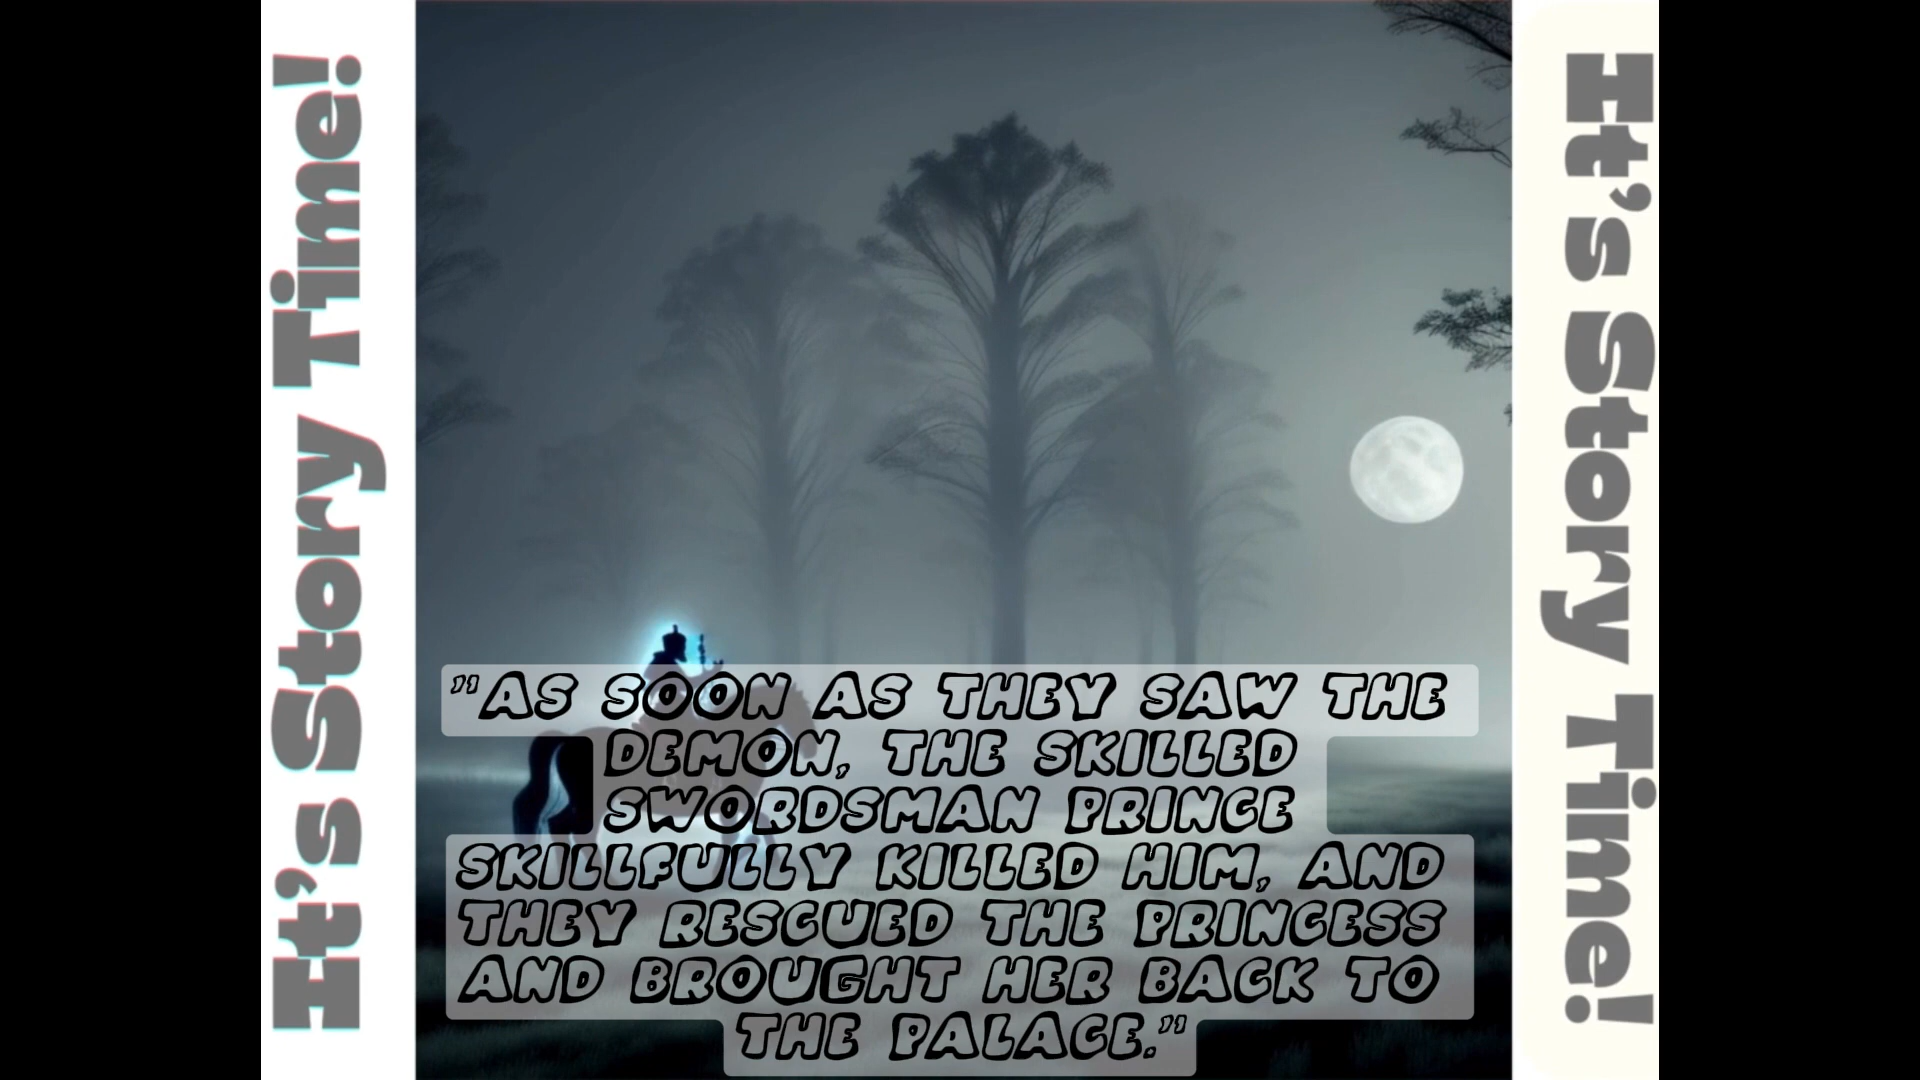 It's Story Time!
"AS SOON AS THEY SAW THE
DEMON, THE SKILLED
SWORDSMAN PRINCE
SKILLFULLY KILLED HIM, AND
THEY RESCUED THE PRINCESS
AND BROUGHT HER BACK TO
THE PALACE."
It's Story Time!